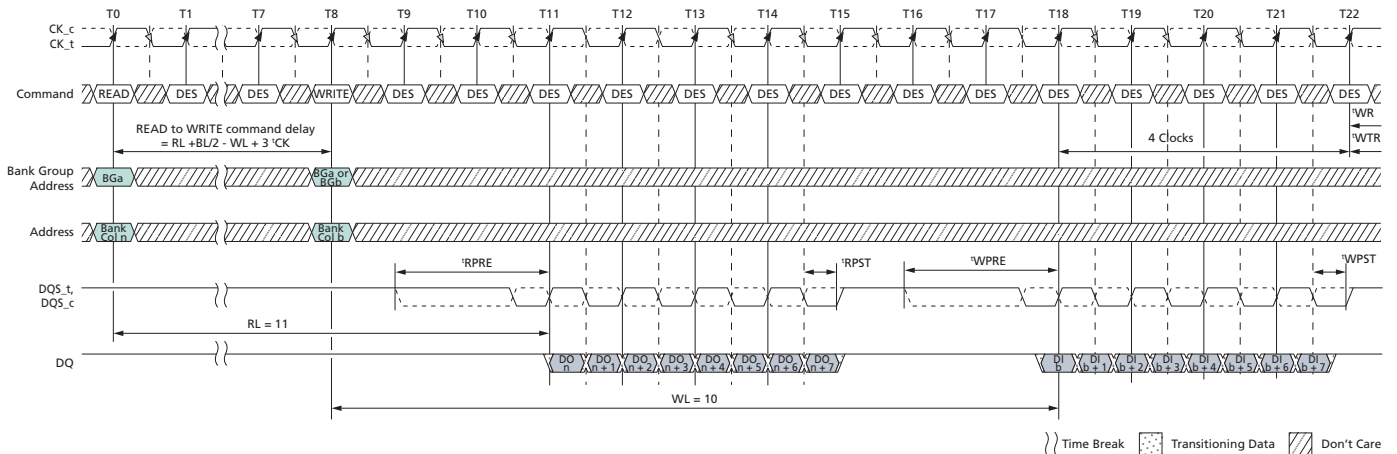 T0 T1 T7 T8 T9 T10 T11 T12 T13 T14 T15 T16 T17 T18 T19 T20 T21 T22
CK_c
CK_t
Command READ DES DES WRITE DES DES DES DES DES DES DES DES DES DES DES DES DES DES
READ to WRITE command delay
= RL +BL/2 - WL + 3 tCK
tWR
4 Clocks tWTR
Bank Group
Address
BGa
BGa or
BGb
Address
Bank
Col n
Bank
Col b
tRPRE tRPST tWPRE tWPST
DQS_t,
DQS_c
RL = 11
DQ
DO
n
DO
n + 1
DO
n + 2
DO
n + 3
DO
n + 4
DO
n + 5
DO
n + 6
DO
n + 7
DI
b
DI
b + 1
DI
b + 2
DI
b + 3
DI
b + 4
DI
b + 5
DI
b + 6
DI
b + 7
WL = 10
Time Break Transitioning Data Don't Care